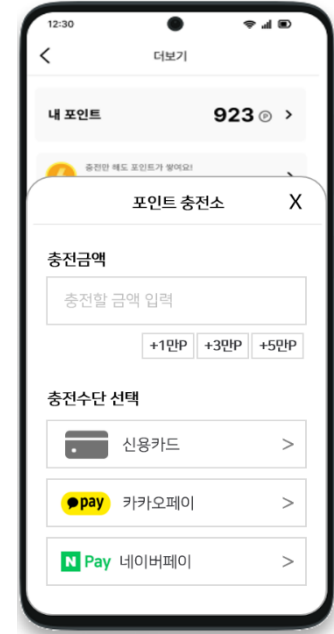 12:30
더보기
내 포인트 923 ⓟ >
충전만 해도 포인트가 쌓여요!
포인트 충전소 X
충전금액
충전할 금액 입력
+1만P +3만P +5만P
충전수단 선택
신용카드 >
pay 카카오페이 >
N Pay 네이버페이 >